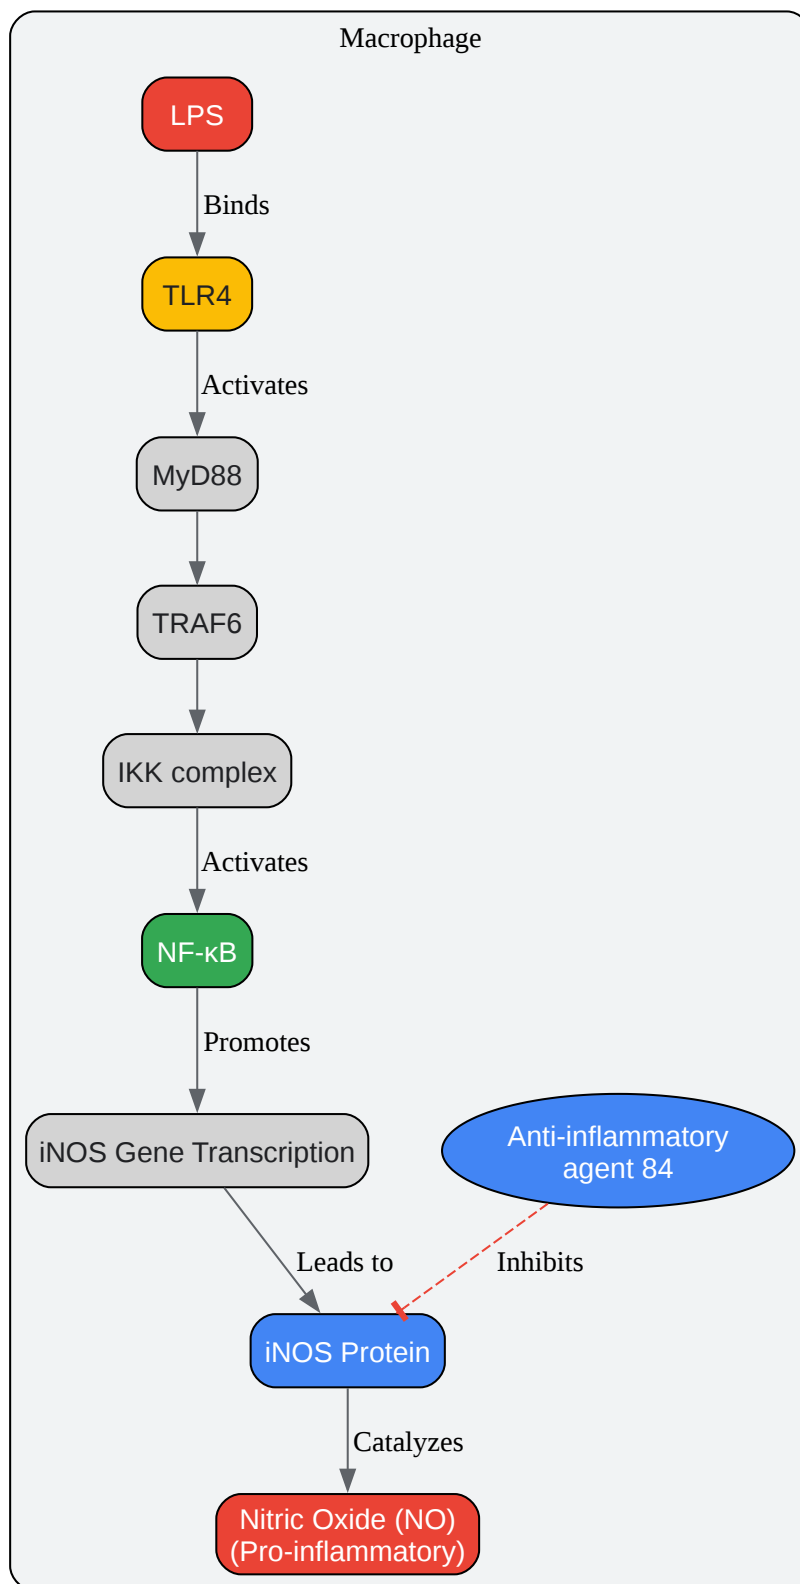 Macrophage
LPS
Binds
TLR4
Activates
MyD88
TRAF6
IKK complex
Activates
NF-κB
Promotes
iNOS Gene Transcription
Anti-inflammatory
agent 84
Leads to
Inhibits
iNOS Protein
Catalyzes
Nitric Oxide (NO)
(Pro-inflammatory)